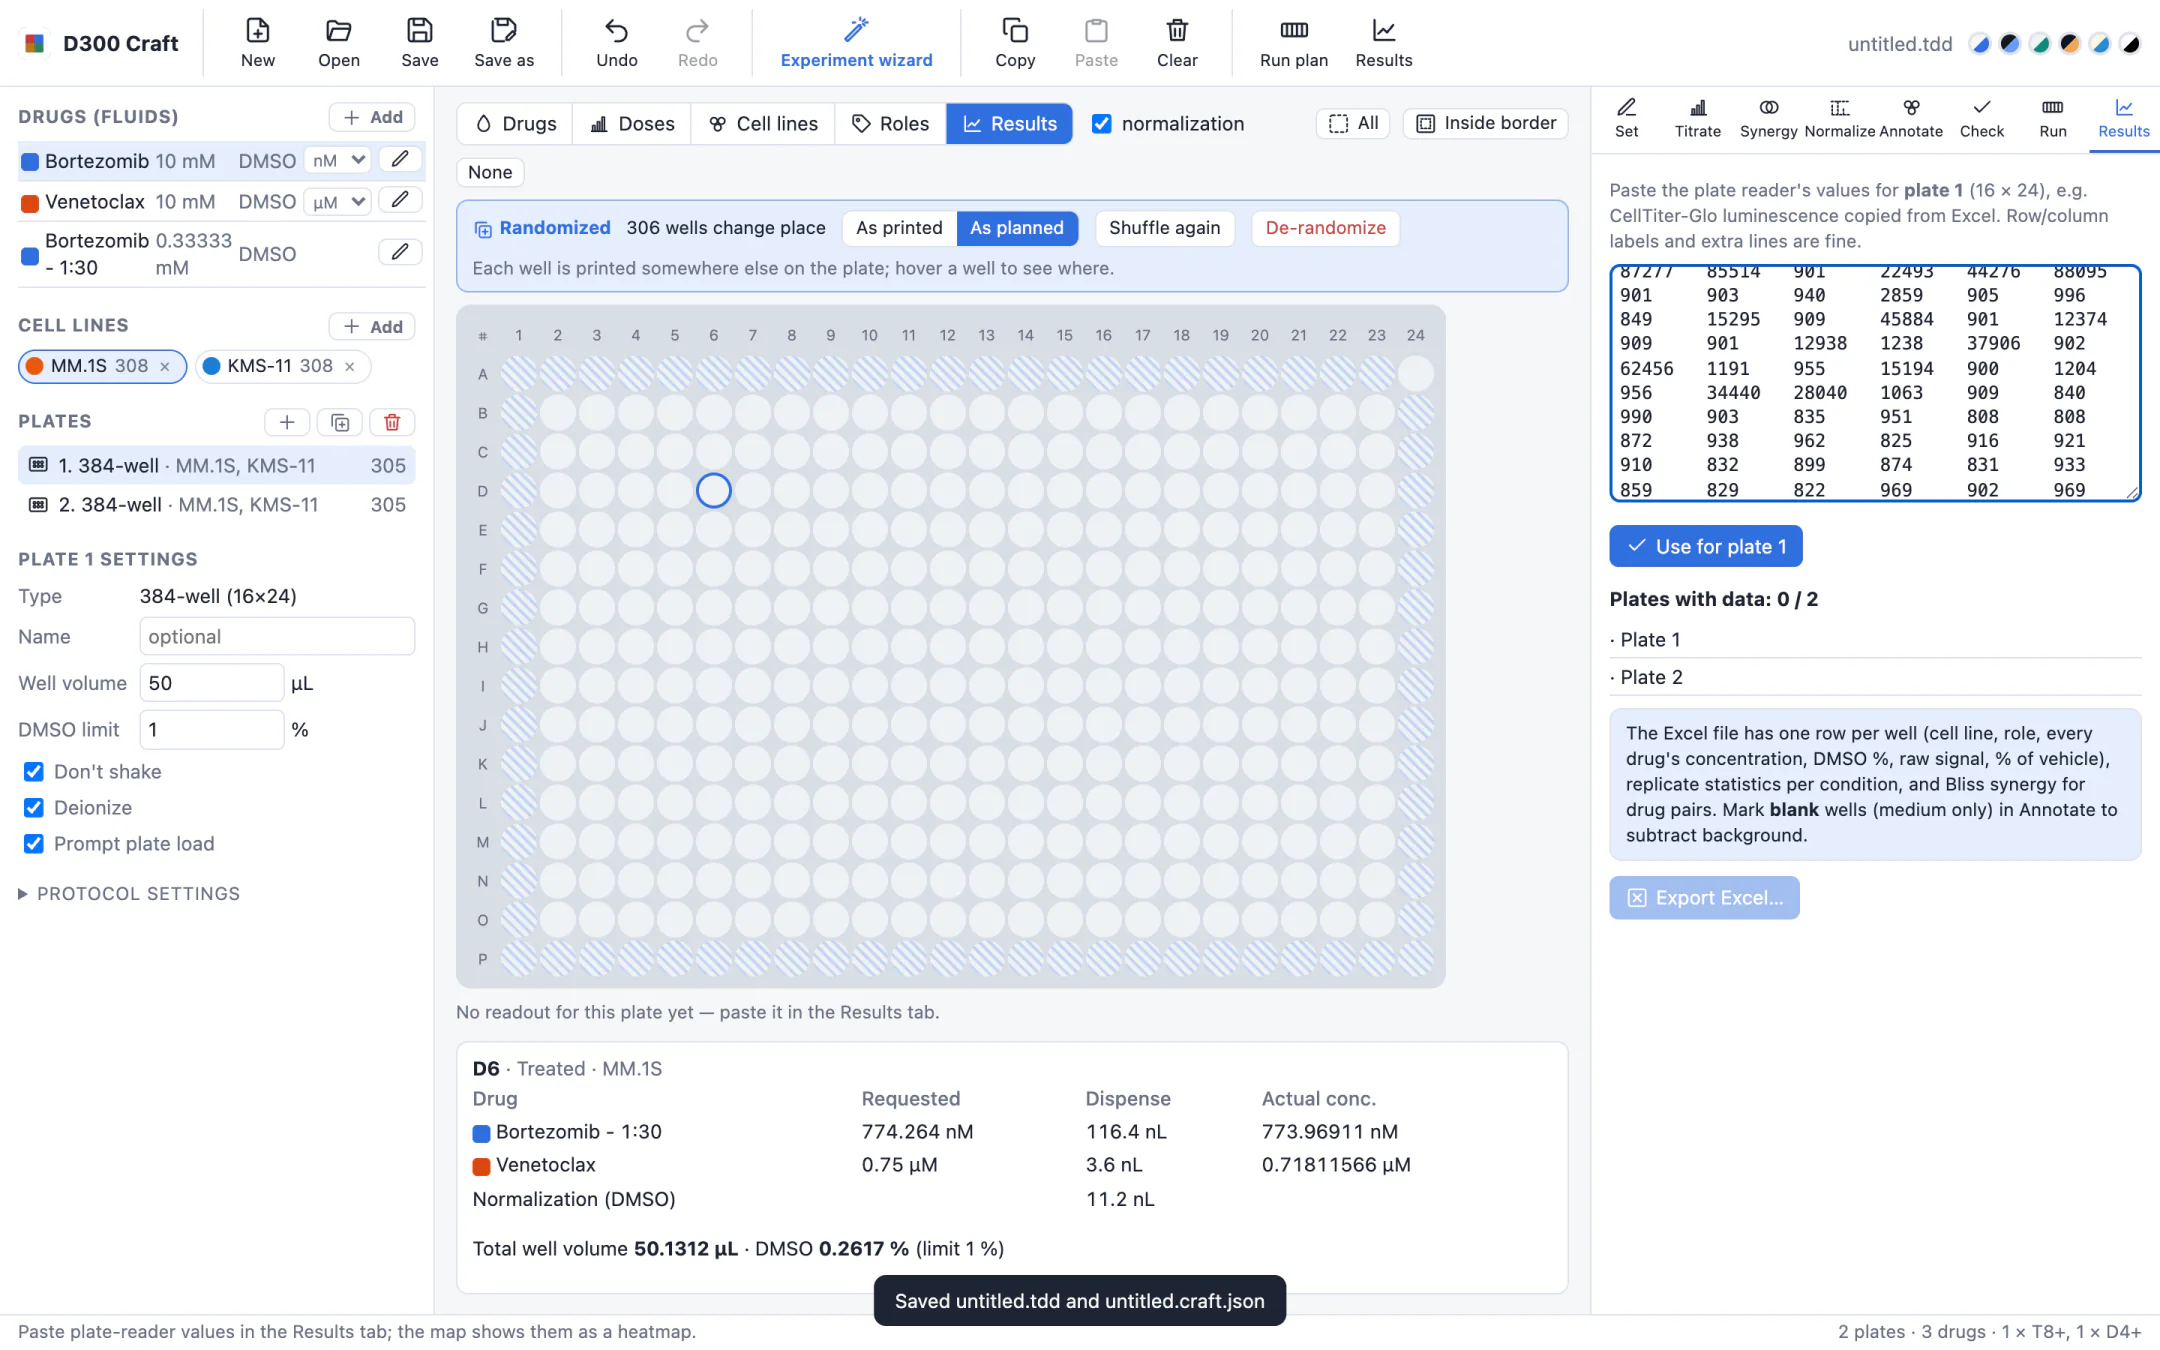 D300 Craft
New
Open
Save
Save as
Undo
Redo
Experiment wizard
Copy
Paste
Clear
Run plan
Results
untitled.tdd
DRUGS (FLUIDS)
Add
Bortezomib 10 mM DMSO nM
Venetoclax 10 mM DMSO µM
Bortezomib 0.33333 DMSO
- 1:30 mM
CELL LINES
Add
MM.1S 308 ×
KMS-11 308 ×
PLATES
1. 384-well · MM.1S, KMS-11 305
2. 384-well · MM.1S, KMS-11 305
PLATE 1 SETTINGS
Type 384-well (16×24)
Name optional
Well volume 50 µL
DMSO limit 1 %
Don't shake
Deionize
Prompt plate load
PROTOCOL SETTINGS
Drugs
Doses
Cell lines
Roles
Results
normalization
All
Inside border
None
Randomized 306 wells change place
As printed
As planned
Shuffle again
De-randomize
Each well is printed somewhere else on the plate; hover a well to see where.
# 1 2 3 4 5 6 7 8 9 10 11 12 13 14 15 16 17 18 19 20 21 22 23 24
A
B
C
D
E
F
G
H
I
J
K
L
M
N
O
P
No readout for this plate yet — paste it in the Results tab.
D6 · Treated · MM.1S
Drug Requested Dispense Actual conc.
Bortezomib - 1:30 774.264 nM 116.4 nL 773.96911 nM
Venetoclax 0.75 µM 3.6 nL 0.71811566 µM
Normalization (DMSO) 11.2 nL
Total well volume 50.1312 µL · DMSO 0.2617 % (limit 1 %)
Saved untitled.tdd and untitled.craft.json
Set
Titrate
Synergy
Normalize
Annotate
Check
Run
Results
Paste the plate reader's values for plate 1 (16 × 24), e.g.
CellTiter-Glo luminescence copied from Excel. Row/column
labels and extra lines are fine.
87277 85514 901 22493 44276 88095
901 903 940 2859 905 996
849 15295 909 45884 901 12374
909 901 12938 1238 37906 902
62456 1191 955 15194 900 1204
956 34440 28040 1063 909 840
990 903 835 951 808 808
872 938 962 825 916 921
910 832 899 874 831 933
859 829 822 969 902 969
Use for plate 1
Plates with data: 0 / 2
· Plate 1
· Plate 2
The Excel file has one row per well (cell line, role, every
drug's concentration, DMSO %, raw signal, % of vehicle),
replicate statistics per condition, and Bliss synergy for
drug pairs. Mark blank wells (medium only) in Annotate to
subtract background.
Export Excel...
Paste plate-reader values in the Results tab; the map shows them as a heatmap.
2 plates · 3 drugs · 1 × T8+, 1 × D4+